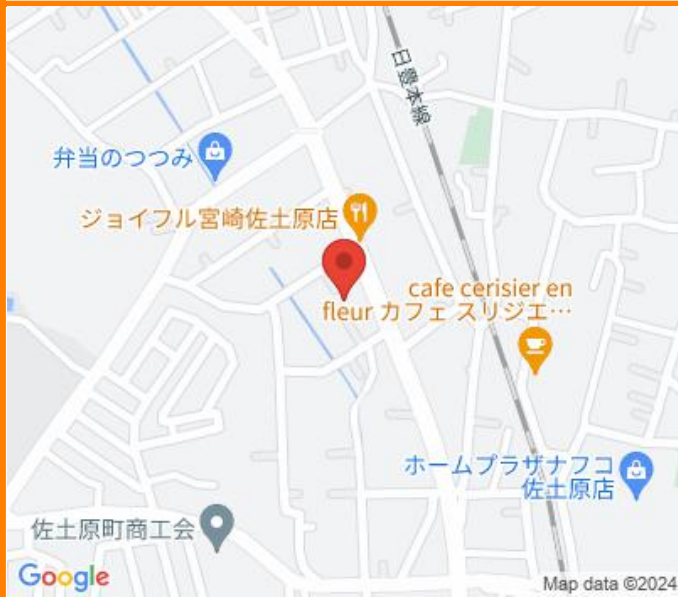 日豊本線
弁当のつつみ
ジョイフル宮崎佐土原店
cafe cerisier en
fleur カフェ スリジエ…
ホームプラザナフコ
佐土原店
佐土原町商工会
Google
Map data ©2024